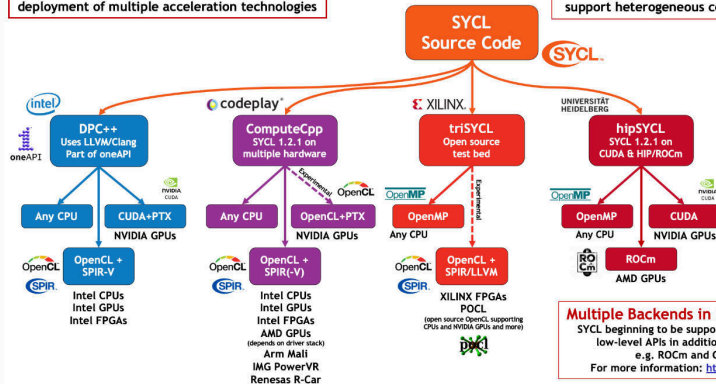 deployment of multiple acceleration technologies
support heterogeneous co
SYCL
Source Code
SYCL
intel
oneAPI
DPC++
Uses LLVM/Clang
Part of oneAPI
NVIDIA
CUDA
Any CPU
CUDA+PTX
NVIDIA GPUs
OpenCL
SPIR
OpenCL +
SPIR-V
Intel CPUs
Intel GPUs
Intel FPGAs
codeplay
ComputeCpp
SYCL 1.2.1 on
multiple hardware
Experimental
OpenCL
Any CPU
OpenCL+PTX
NVIDIA GPUs
OpenCL
SPIR
OpenCL +
SPIR(-V)
Intel CPUs
Intel GPUs
Intel FPGAs
AMD GPUs
(depends on driver stack)
Arm Mali
IMG PowerVR
Renesas R-Car
XILINX
triSYCL
Open source
test bed
OpenMP
Experimental
OpenMP
Any CPU
OpenCL
SPIR
OpenCL +
SPIR/LLVM
XILINX FPGAs
POCL
(open source OpenCL supporting
CPUs and NVIDIA GPUs and more)
pocl
UNIVERSITÄT
HEIDELBERG
hipSYCL
SYCL 1.2.1 on
CUDA & HIP/ROCm
OpenMP
NVIDIA
CUDA
OpenMP
Any CPU
CUDA
NVIDIA GPUs
ROCm
ROCm
AMD GPUs
Multiple Backends in
SYCL beginning to be suppo
low-level APIs in addition
e.g. ROCm and C
For more information: ht